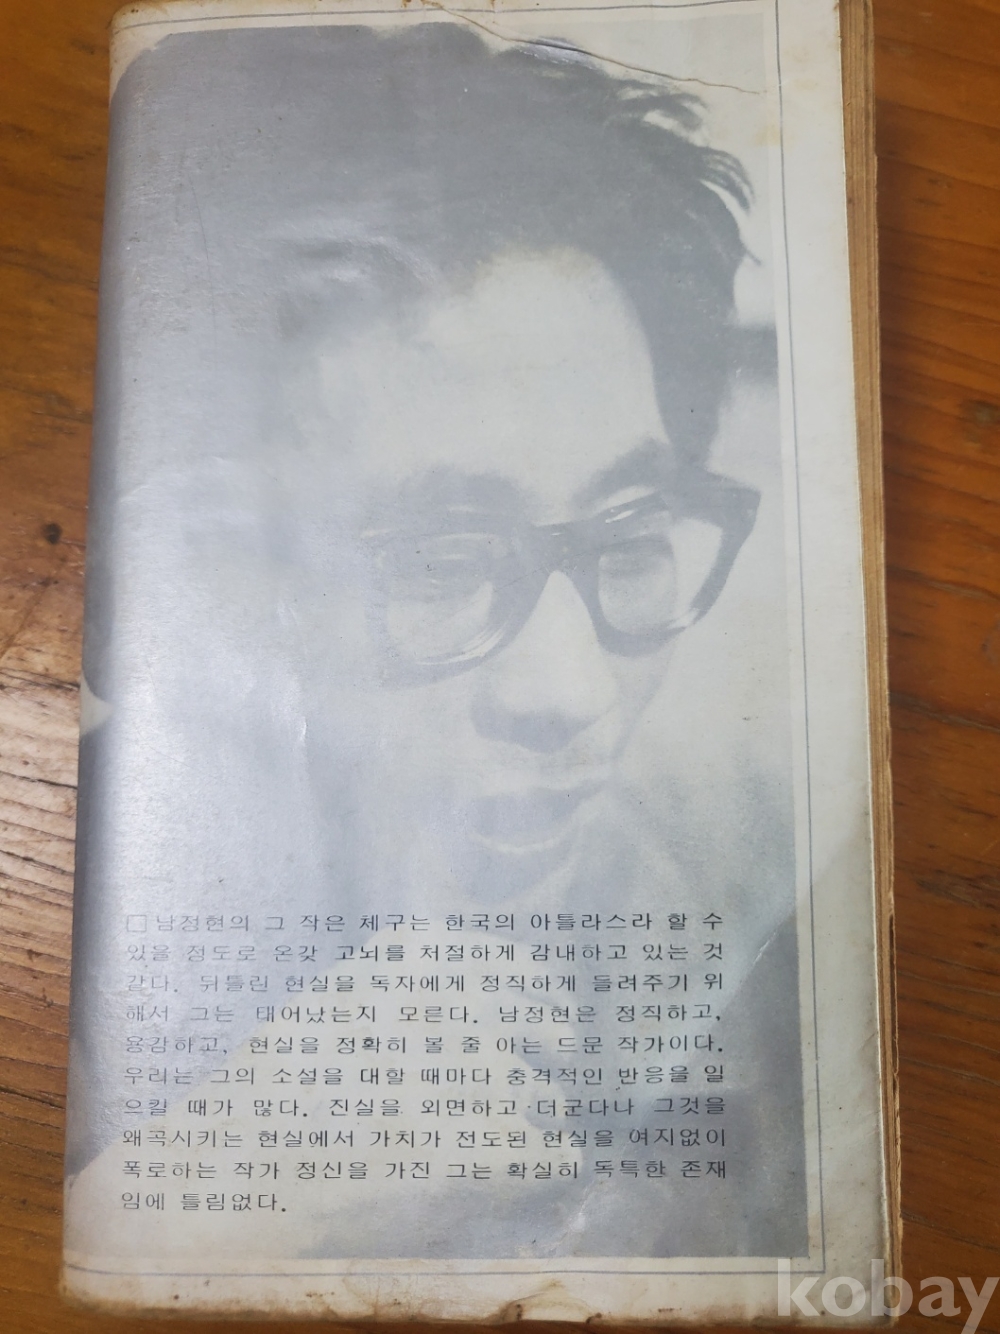 □남정현의 그 작은 체구는 한국의 아틀라스라 할 수
있을 정도로 온갖 고뇌를 처절하게 감내하고 있는 것
같다. 뒤틀린 현실을 독자에게 정직하게 들려주기 위
해서 그는 태어났는지 모른다. 남정현은 정직하고,
용감하고, 현실을 정확히 볼 줄 아는 드문 작가이다.
우리는 그의 소설을 대할 때마다 충격적인 반응을 일
으킬 때가 많다. 진실을 외면하고 더군다나 그것을
왜곡시키는 현실에서 가치가 전도된 현실을 여지없이
폭로하는 작가 정신을 가진 그는 확실히 독특한 존재
임에 틀림없다.
kobay